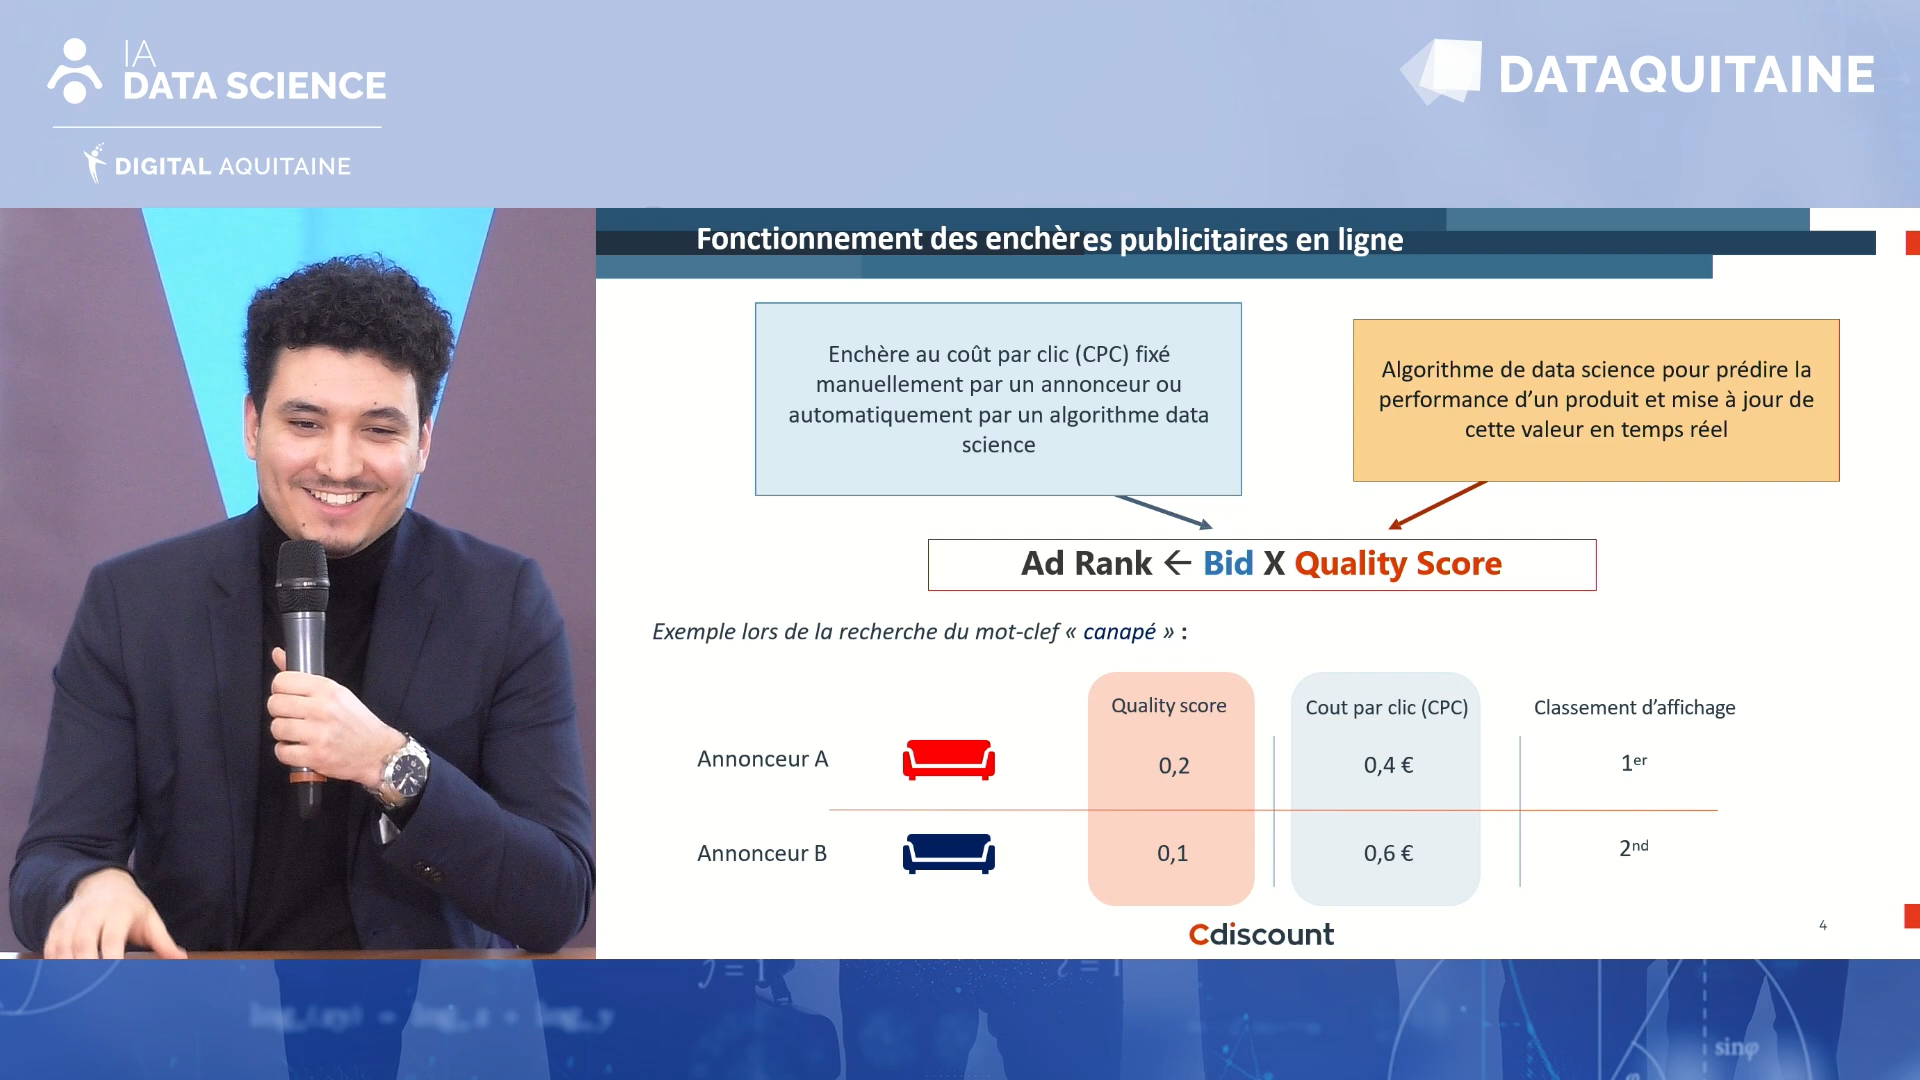 IA
DATA SCIENCE
DIGITAL AQUITAINE
DATAQUITAINE
Fonctionnement des enchères publicitaires en ligne
Enchère au coût par clic (CPC) fixé
manuellement par un annonceur ou
automatiquement par un algorithme data
science
Algorithme de data science pour prédire la
performance d’un produit et mise à jour de
cette valeur en temps réel
Ad Rank ← Bid X Quality Score
Exemple lors de la recherche du mot-clef « canapé » :
Quality score
Cout par clic (CPC)
Classement d’affichage
Annonceur A
0,2
0,4 €
1er
Annonceur B
0,1
0,6 €
2nd
Cdiscount
4
= 1
= 1
sinφ